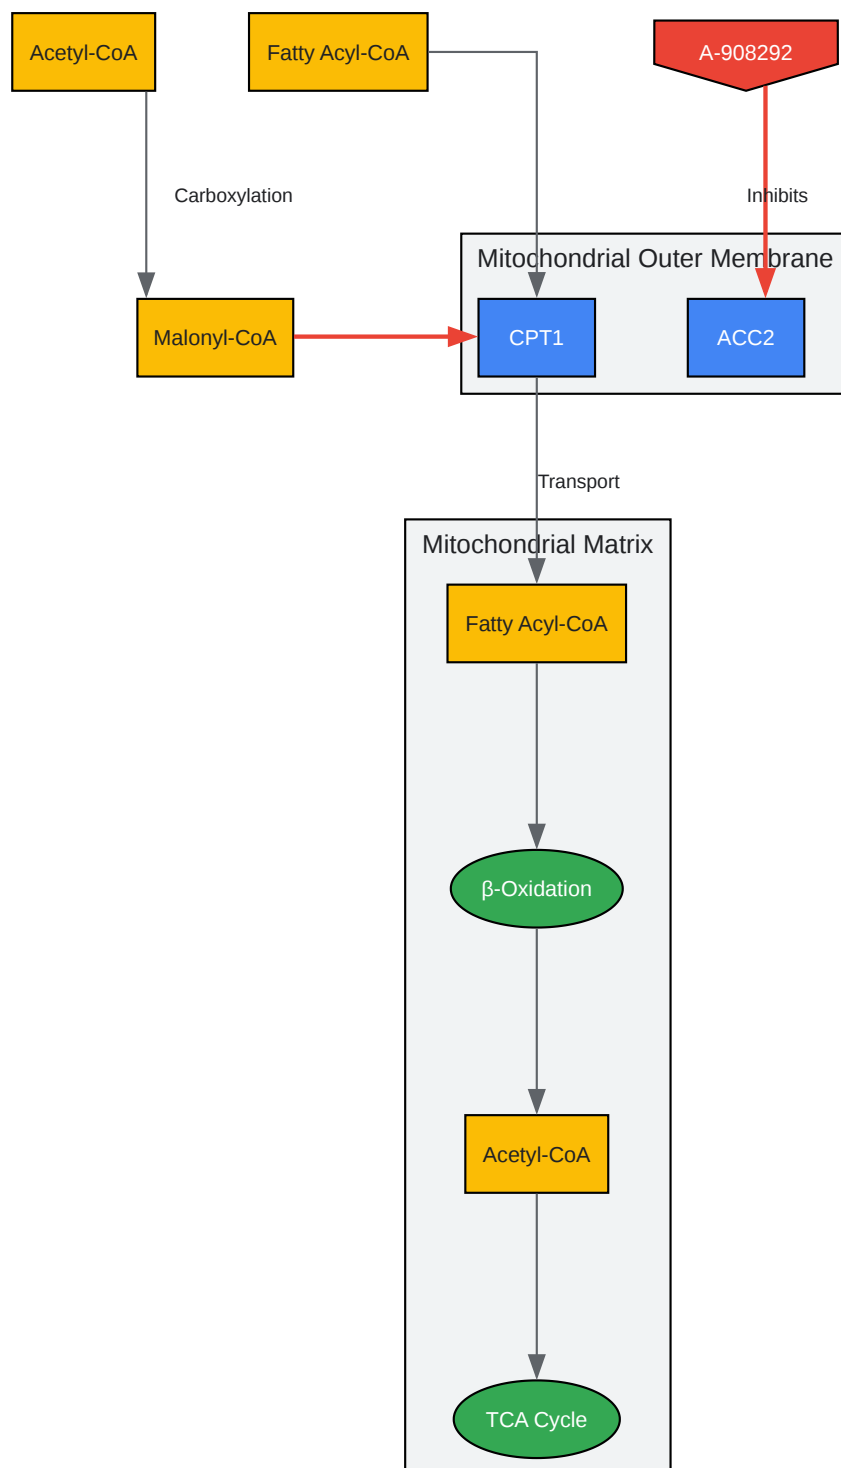 Acetyl-CoA
Fatty Acyl-CoA
A-908292
Carboxylation
Inhibits
Mitochondrial Outer Membrane
Malonyl-CoA
CPT1
ACC2
Transport
Mitochondrial Matrix
Fatty Acyl-CoA
β-Oxidation
Acetyl-CoA
TCA Cycle